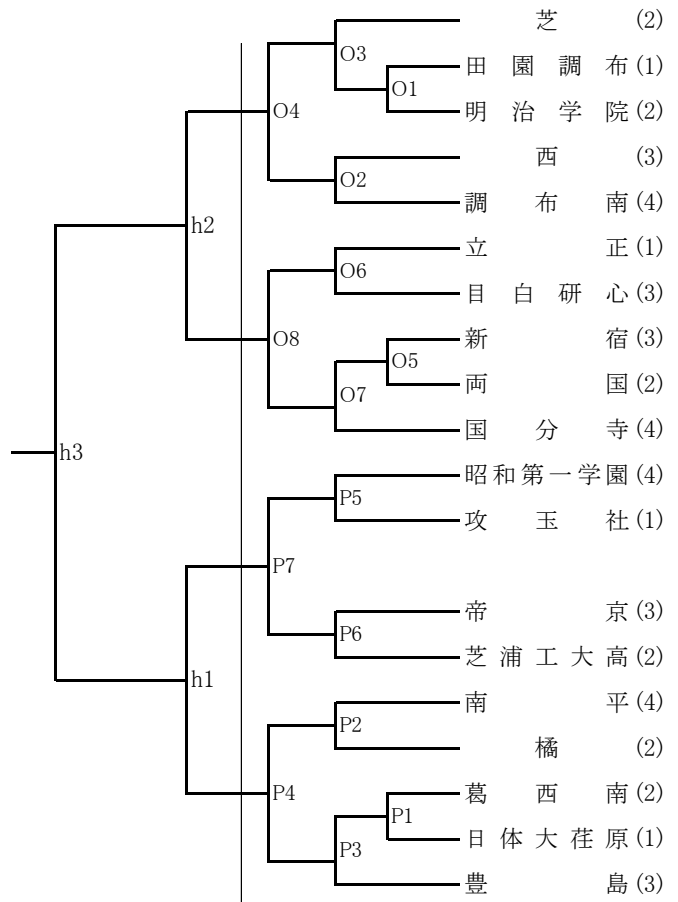 芝 (2)
O3
田園調布 (1)
O1
明治学院 (2)
O4
西 (3)
O2
調布南 (4)
h2
立正 (1)
O6
目白研心 (3)
O8
新宿 (3)
O5
両国 (2)
O7
国分寺 (4)
h3
昭和第一学園 (4)
P5
攻玉社 (1)
P7
帝京 (3)
P6
芝浦工大高 (2)
h1
南平 (4)
P2
橘 (2)
P4
葛西南 (2)
P1
日体大荏原 (1)
P3
豊島 (3)